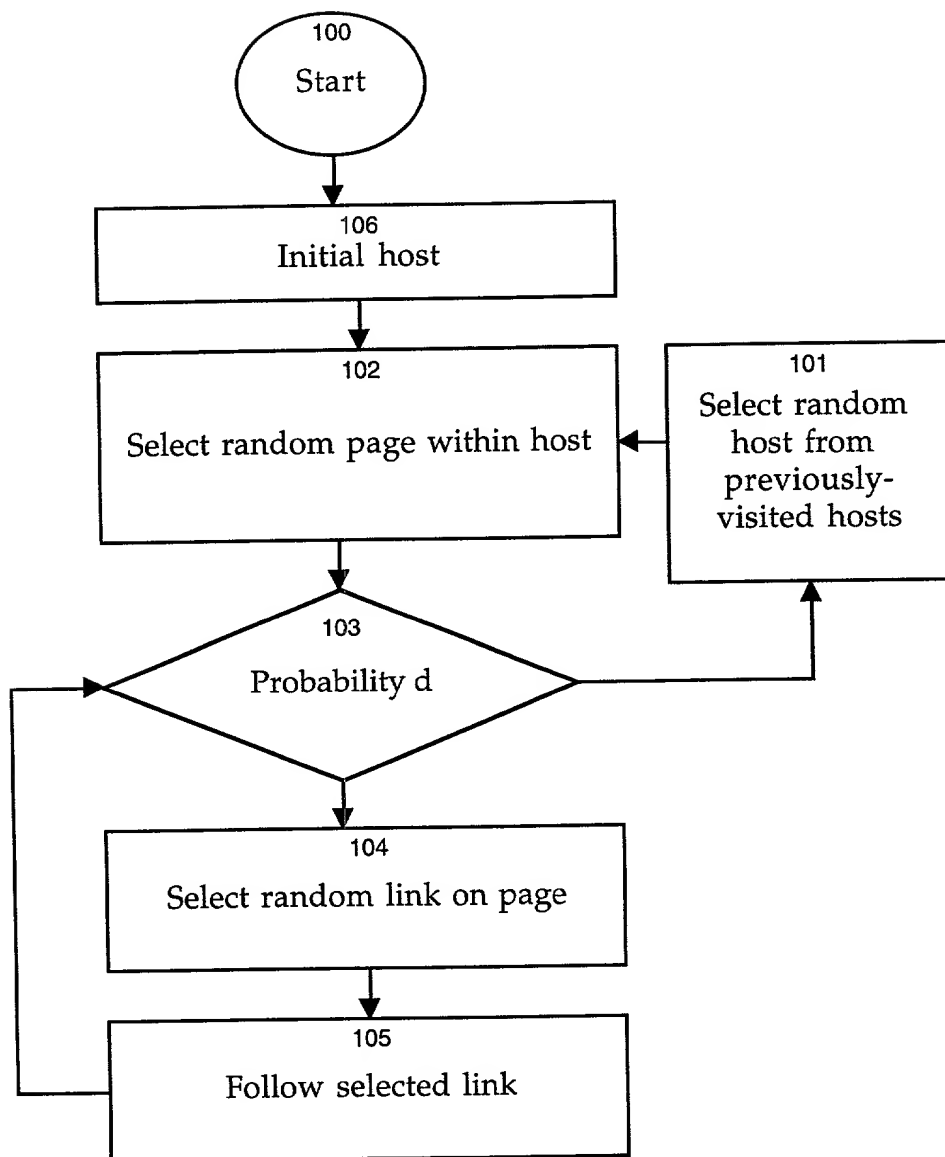 100
Start
106
Initial host
102
Select random page within host
101
Select random
host from
previously-
visited hosts
103
Probability d
104
Select random link on page
105
Follow selected link